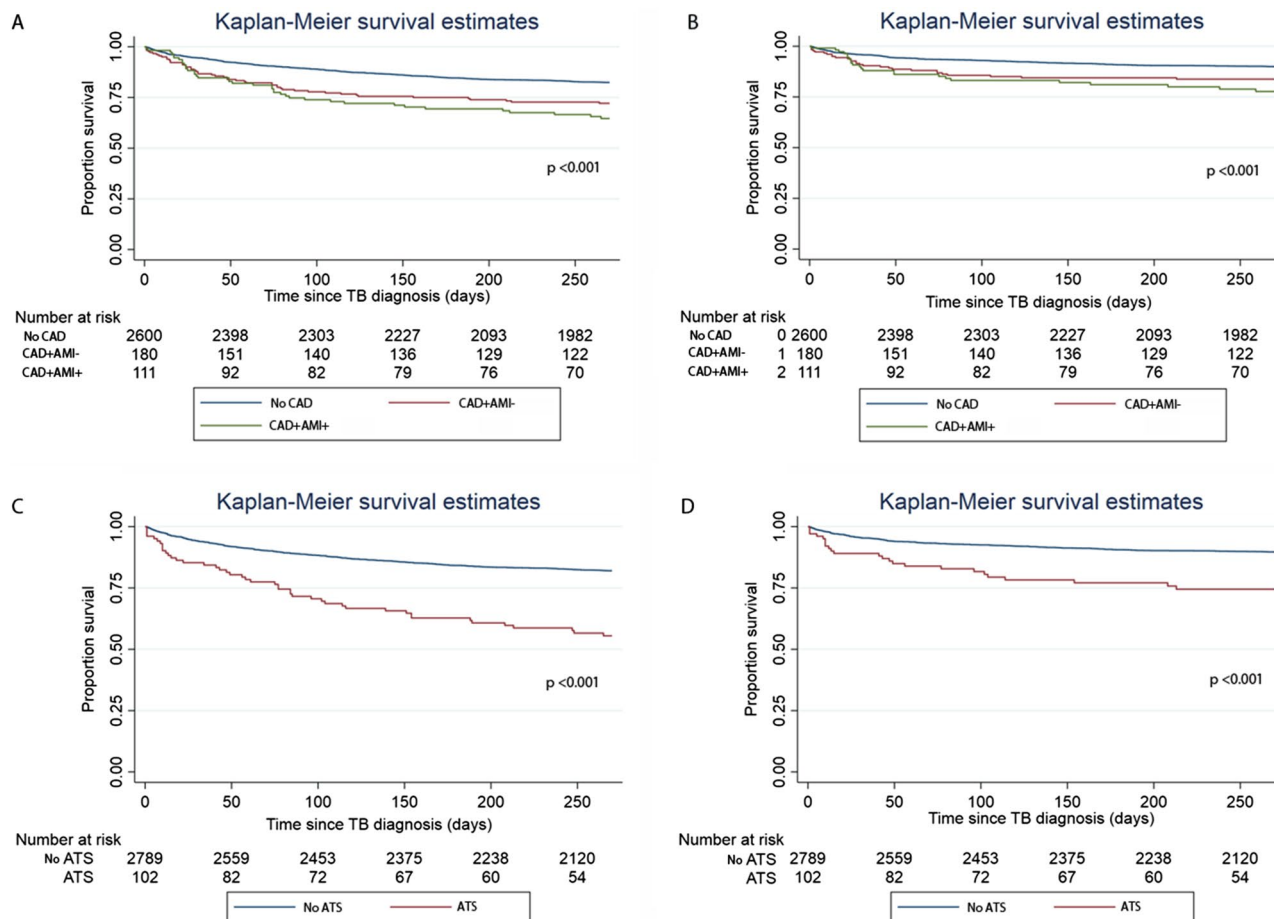 A
Kaplan-Meier survival estimates
Proportion survival
1.00
0.75
0.50
0.25
0.00
p <0.001
0 50 100 150 200 250
Time since TB diagnosis (days)
Number at risk
No CAD 2600 2398 2303 2227 2093 1982
CAD+AMI- 180 151 140 136 129 122
CAD+AMI+ 111 92 82 79 76 70
No CAD CAD+AMI-
CAD+AMI+
B
Kaplan-Meier survival estimates
Proportion survival
1.00
0.75
0.50
0.25
0.00
p <0.001
0 50 100 150 200 250
Time since TB diagnosis (days)
Number at risk
No CAD 0 2600 2398 2303 2227 2093 1982
CAD+AMI- 1 180 151 140 136 129 122
CAD+AMI+ 2 111 92 82 79 76 70
No CAD CAD+AMI-
CAD+AMI+
C
Kaplan-Meier survival estimates
Proportion survival
1.00
0.75
0.50
0.25
0.00
p <0.001
0 50 100 150 200 250
Time since TB diagnosis (days)
Number at risk
No ATS 2789 2559 2453 2375 2238 2120
ATS 102 82 72 67 60 54
No ATS ATS
D
Kaplan-Meier survival estimates
Proportion survival
1.00
0.75
0.50
0.25
0.00
p <0.001
0 50 100 150 200 250
Time since TB diagnosis (days)
Number at risk
No ATS 2789 2559 2453 2375 2238 2120
ATS 102 82 72 67 60 54
No ATS ATS